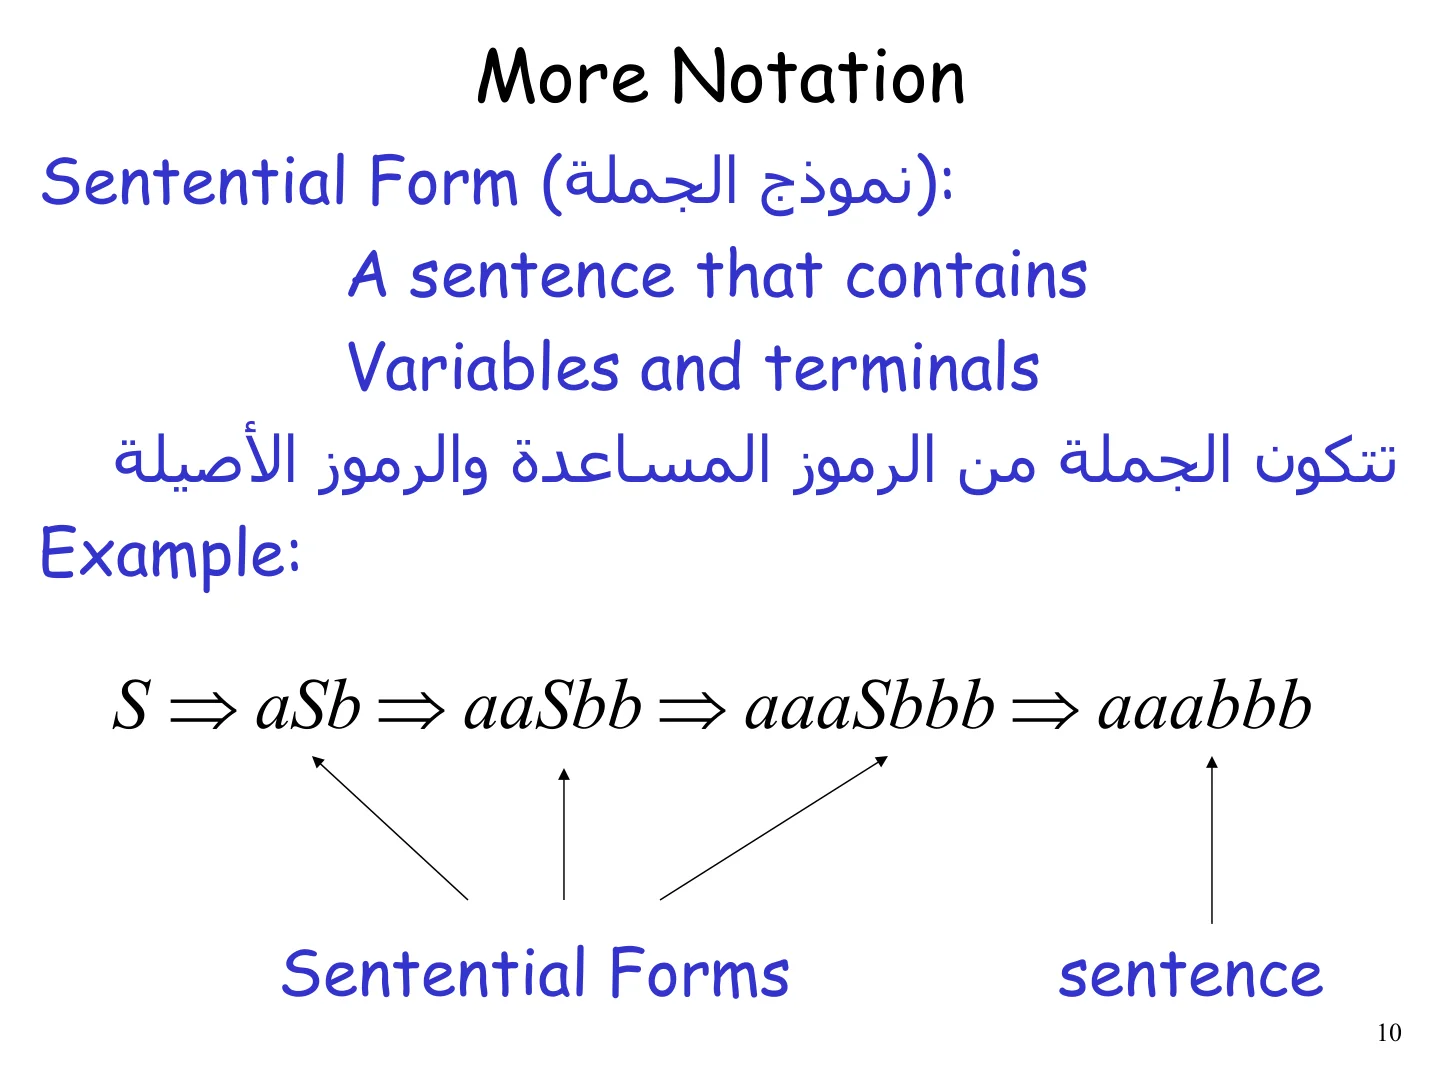 More Notation
Sentential Form (نموذج الجملة):
A sentence that contains
Variables and terminals
تتكون الجملة من الرموز المساعدة والرموز الأصيلة
Example:
S ⇒ aSb ⇒ aaSbb ⇒ aaaSbbb ⇒ aaabbb
Sentential Forms sentence
10